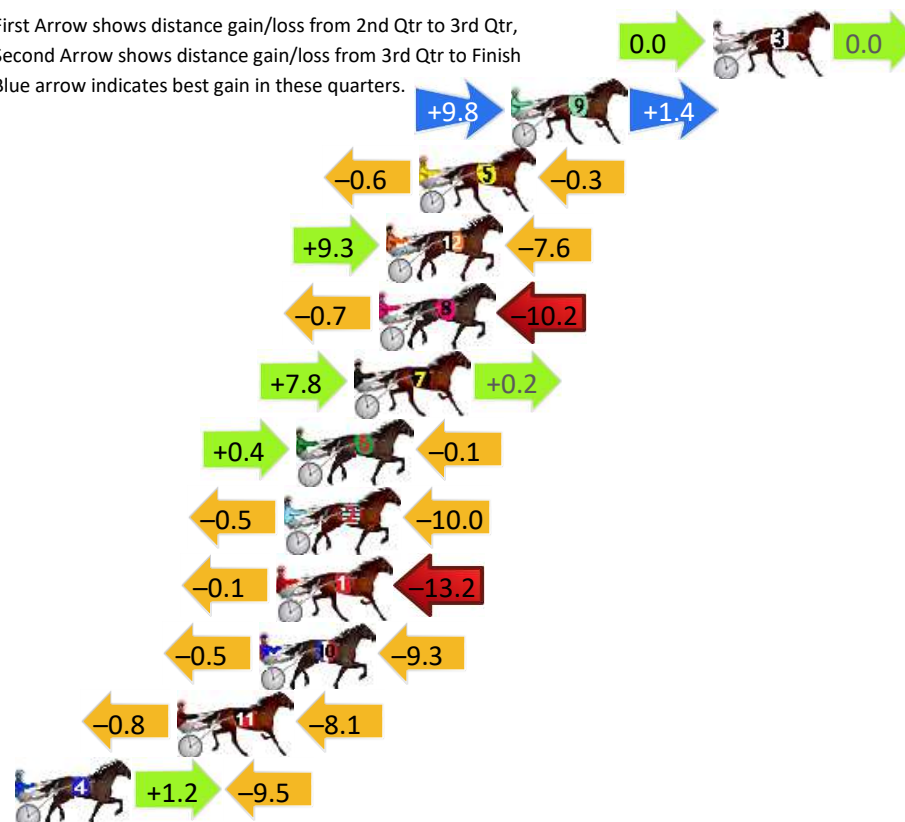 First Arrow shows distance gain/loss from 2nd Qtr to 3rd Qtr,
Second Arrow shows distance gain/loss from 3rd Qtr to Finish
Blue arrow indicates best gain in these quarters.
0.0 3 0.0
+9.8 9 +1.4
–0.6 5 –0.3
+9.3 12 –7.6
–0.7 8 –10.2
+7.8 7 +0.2
+0.4 6 –0.1
–0.5 2 –10.0
–0.1 1 –13.2
–0.5 10 –9.3
–0.8 11 –8.1
4 +1.2 –9.5